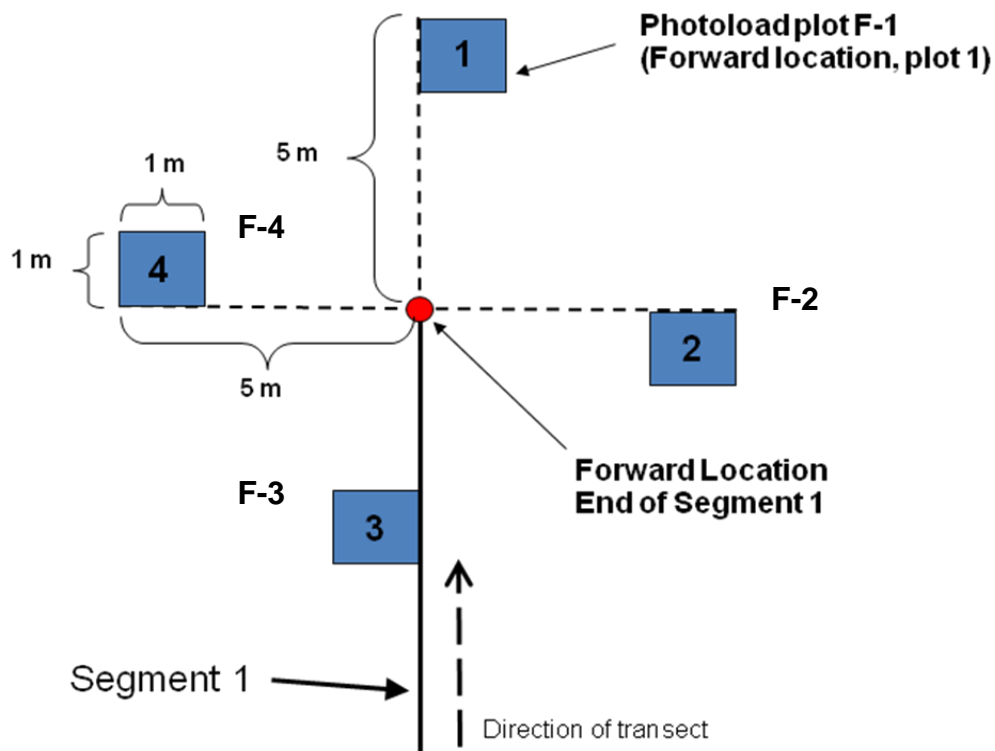 1
Photoload plot F-1
(Forward location, plot 1)
5 m
1 m
F-4
1 m
4
F-2
2
5 m
Forward Location
End of Segment 1
F-3
3
Segment 1
Direction of transect